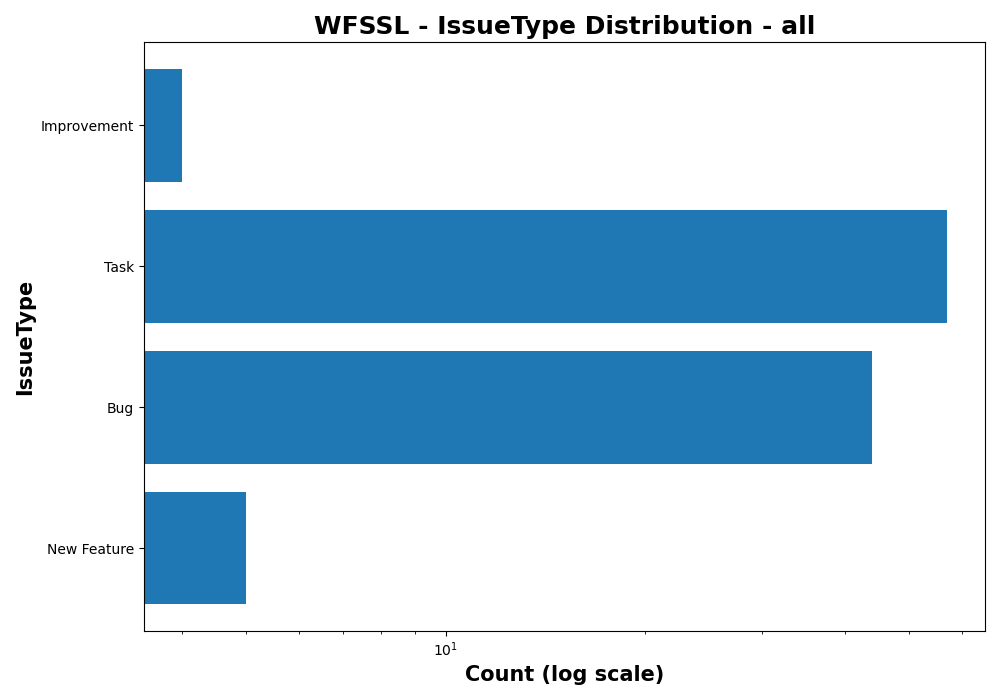 WFSSL - IssueType Distribution - all
IssueType
Improvement
Task
Bug
New Feature
10¹
Count (log scale)